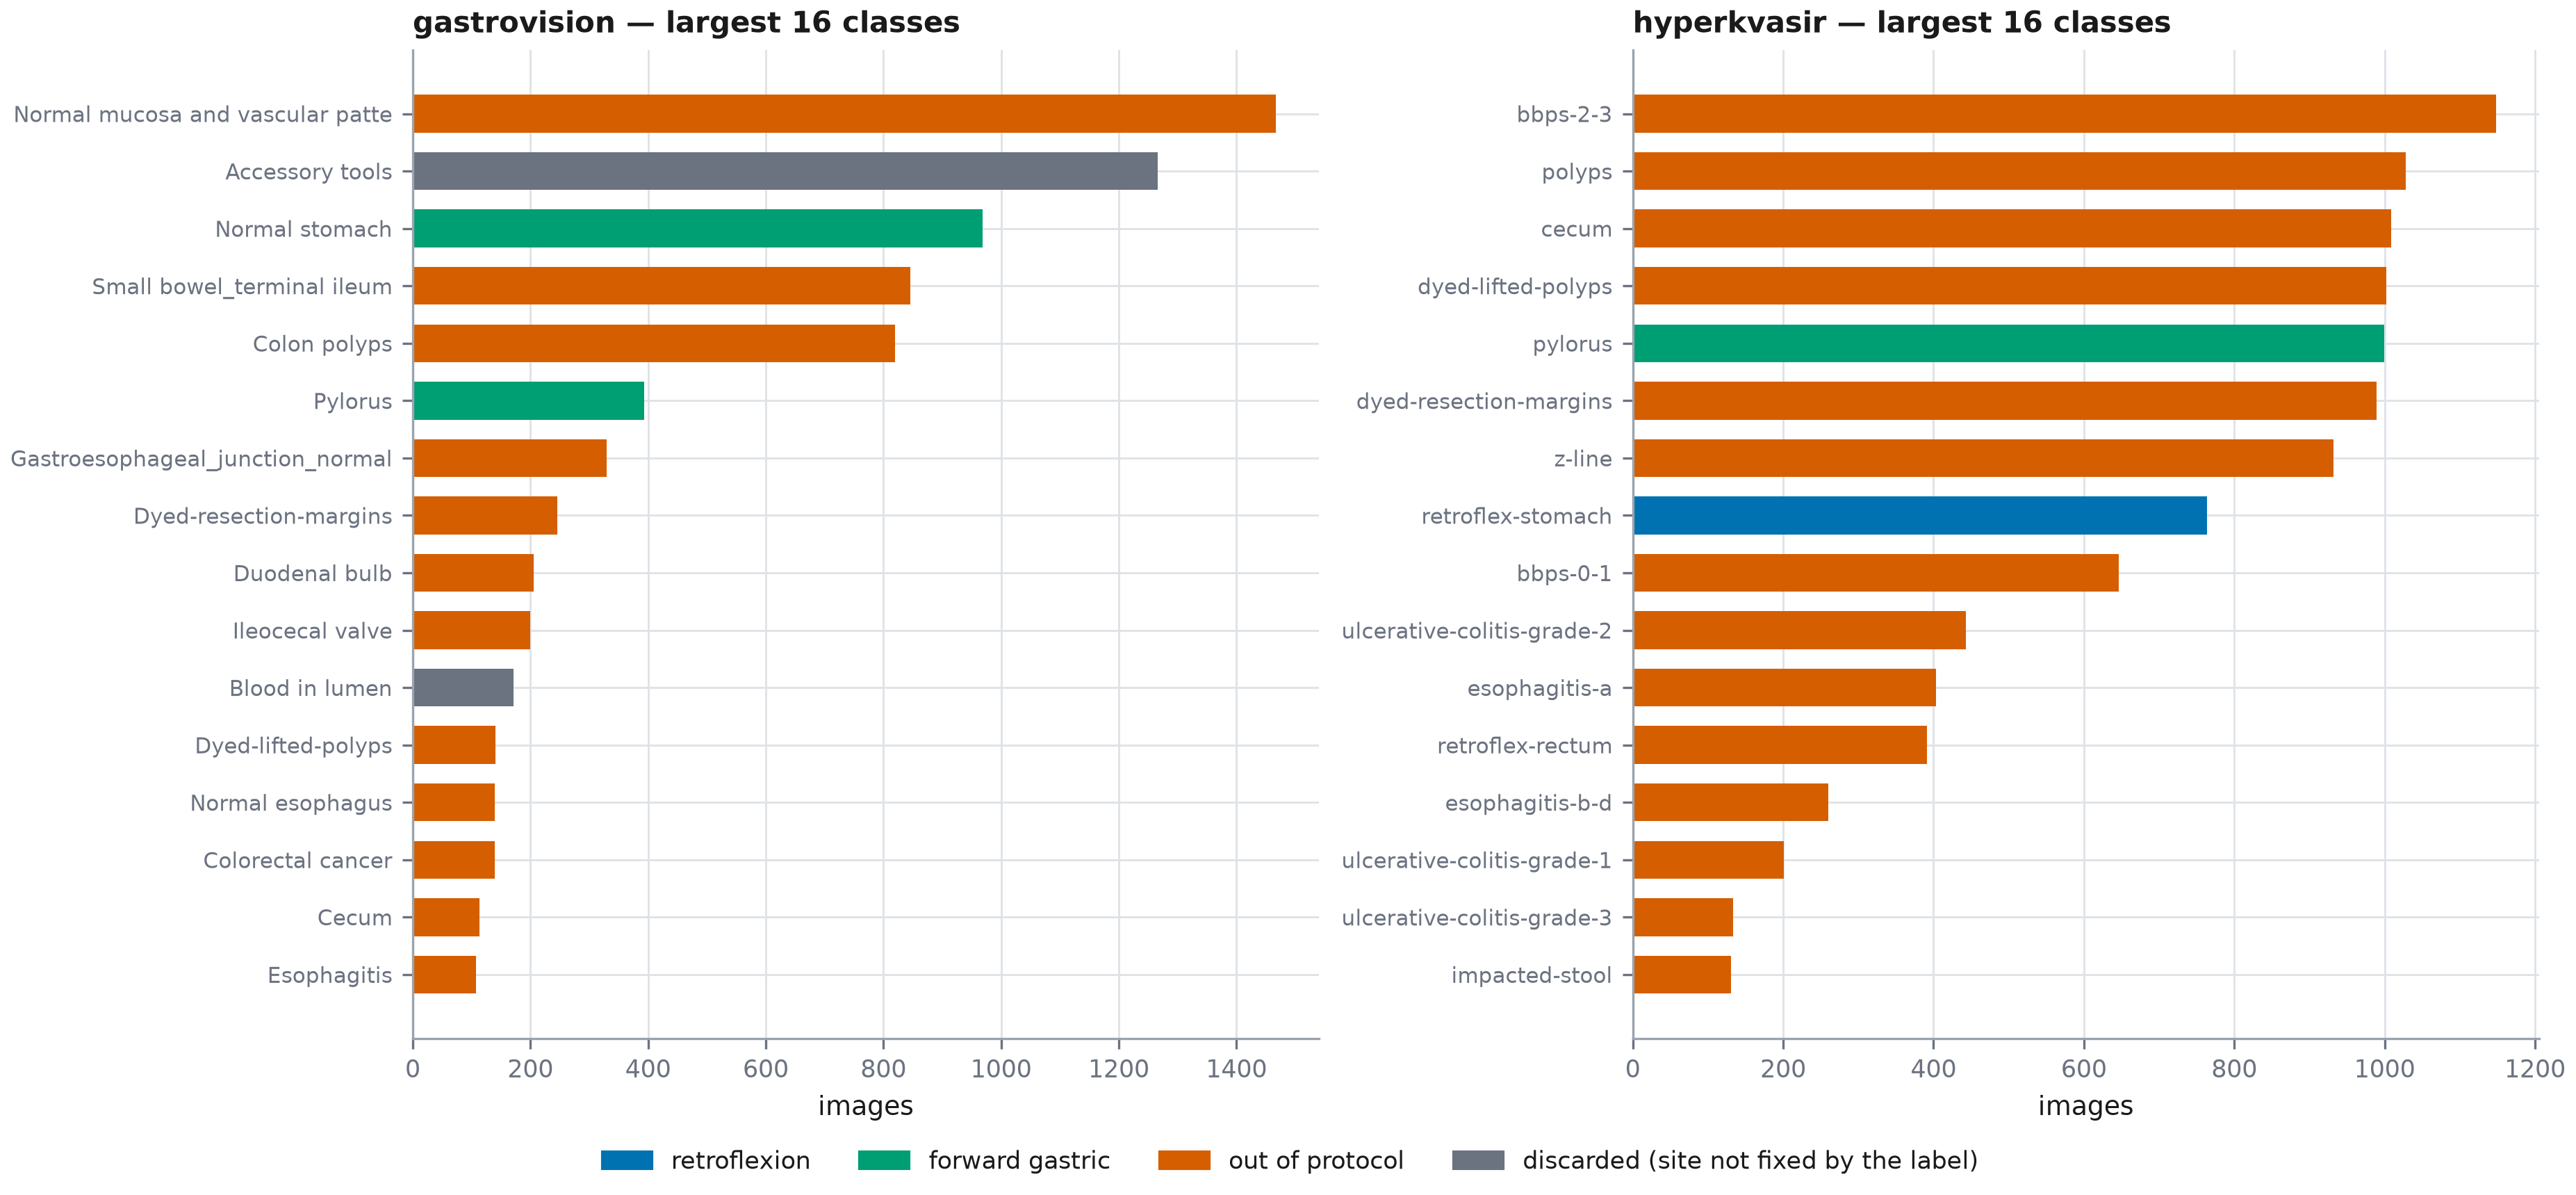 gastrovision — largest 16 classes
Normal mucosa and vascular patte
Accessory tools
Normal stomach
Small bowel_terminal ileum
Colon polyps
Pylorus
Gastroesophageal_junction_normal
Dyed-resection-margins
Duodenal bulb
Ileocecal valve
Blood in lumen
Dyed-lifted-polyps
Normal esophagus
Colorectal cancer
Cecum
Esophagitis
0 200 400 600 800 1000 1200 1400
images
hyperkvasir — largest 16 classes
bbps-2-3
polyps
cecum
dyed-lifted-polyps
pylorus
dyed-resection-margins
z-line
retroflex-stomach
bbps-0-1
ulcerative-colitis-grade-2
esophagitis-a
retroflex-rectum
esophagitis-b-d
ulcerative-colitis-grade-1
ulcerative-colitis-grade-3
impacted-stool
0 200 400 600 800 1000 1200
images
retroflexion forward gastric out of protocol discarded (site not fixed by the label)